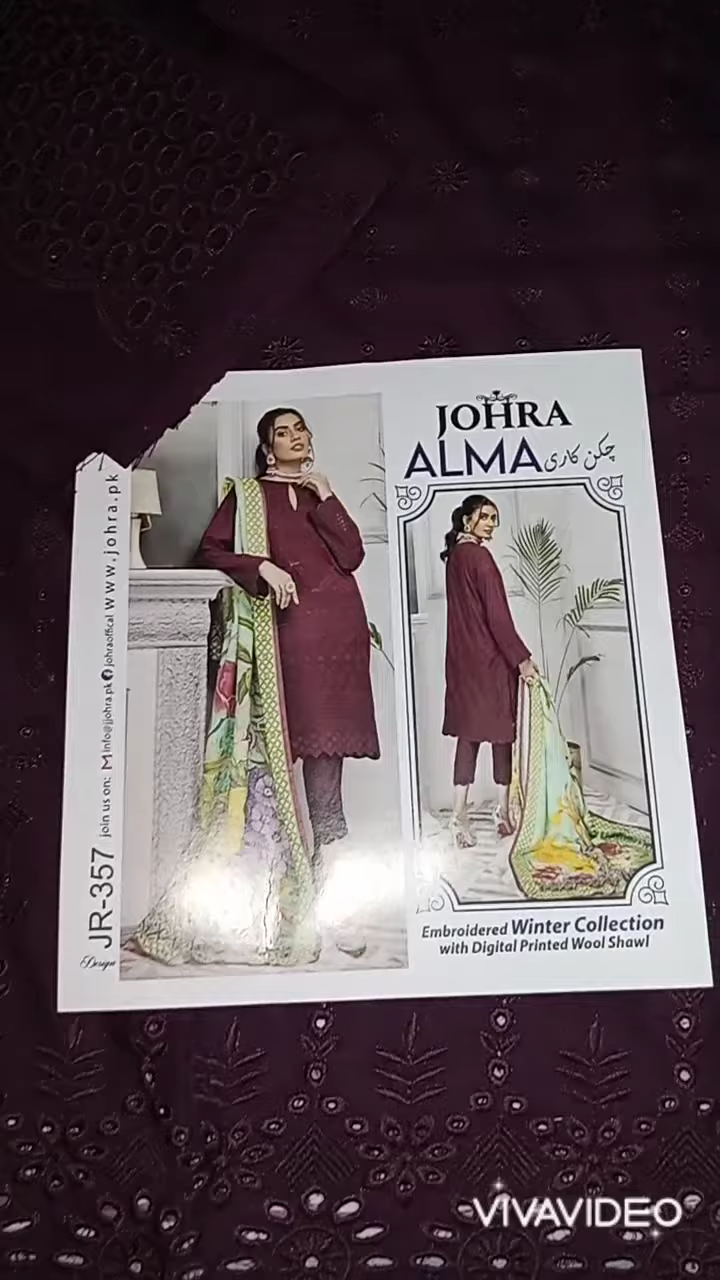 JOHRA
ALMA چکن کاری
Embroidered Winter Collection
with Digital Printed Wool Shawl
Design JR-357 join us on: info@jjohra.pk johraoffical www.johra.pk
VIVAVIDEO